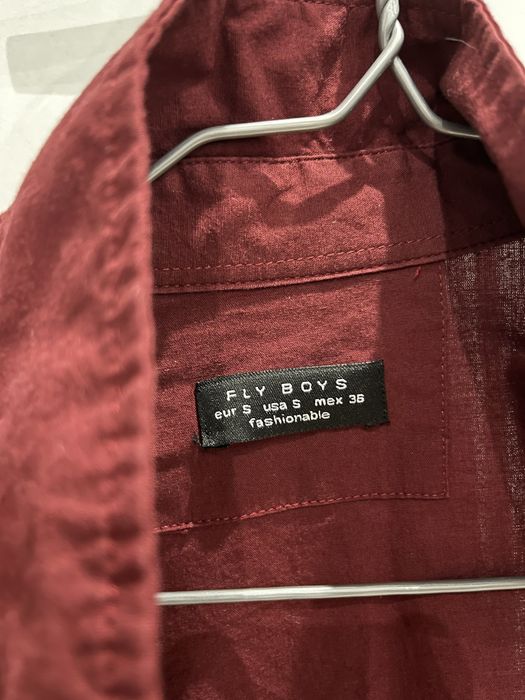 FLY BOYS
eur S usa S mex 36
fashionable